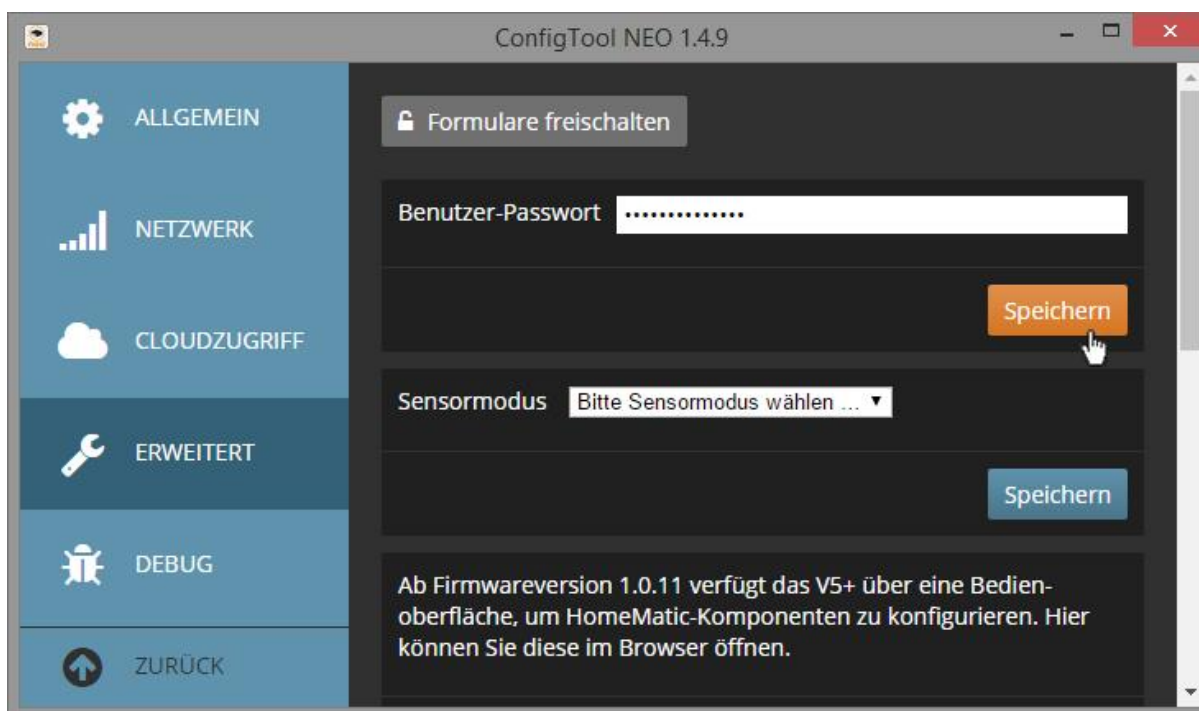 ConfigTool NEO 1.4.9
ALLGEMEIN
NETZWERK
CLOUDZUGRIFF
ERWEITERT
DEBUG
ZURÜCK
Formulare freischalten
Benutzer-Passwort ••••••••••••••
Speichern
Sensormodus Bitte Sensormodus wählen ...
Speichern
Ab Firmwareversion 1.0.11 verfügt das V5+ über eine Bedien-
oberfläche, um HomeMatic-Komponenten zu konfigurieren. Hier
können Sie diese im Browser öffnen.